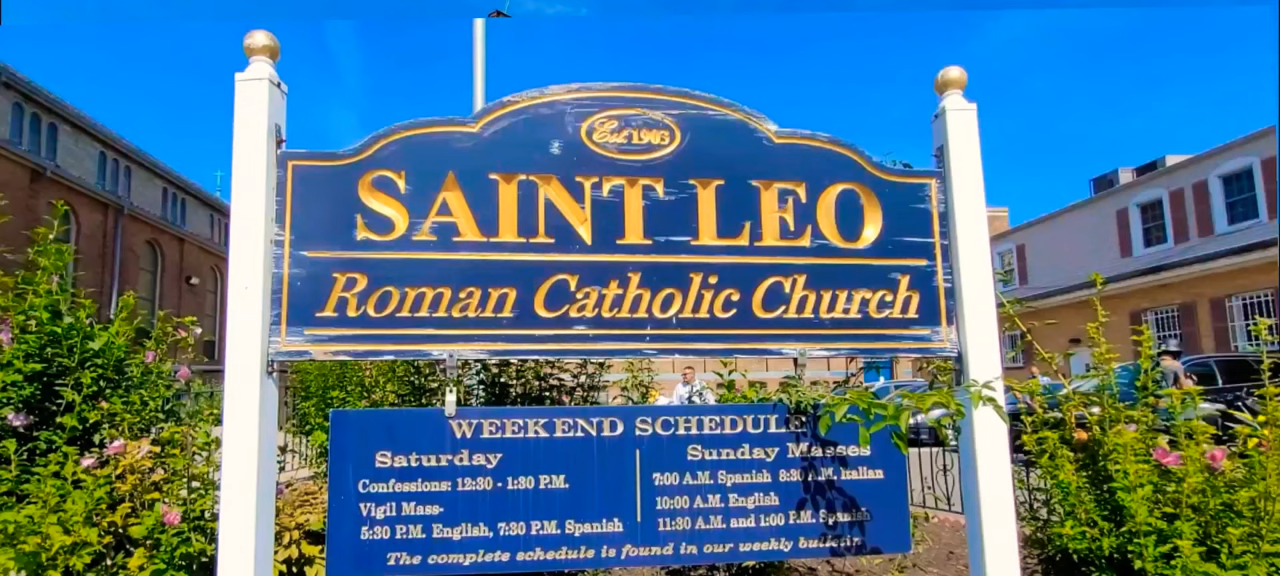 Est. 1903
SAINT LEO
Roman Catholic Church
WEEKEND SCHEDULE
Saturday
Confessions: 12:30 - 1:30 P.M.
Vigil Mass-
5:30 P.M. English, 7:30 P.M. Spanish
Sunday Masses
7:00 A.M. Spanish 8:30 A.M. Italian
10:00 A.M. English
11:30 A.M. and 1:00 P.M. Spanish
The complete schedule is found in our weekly bulletin